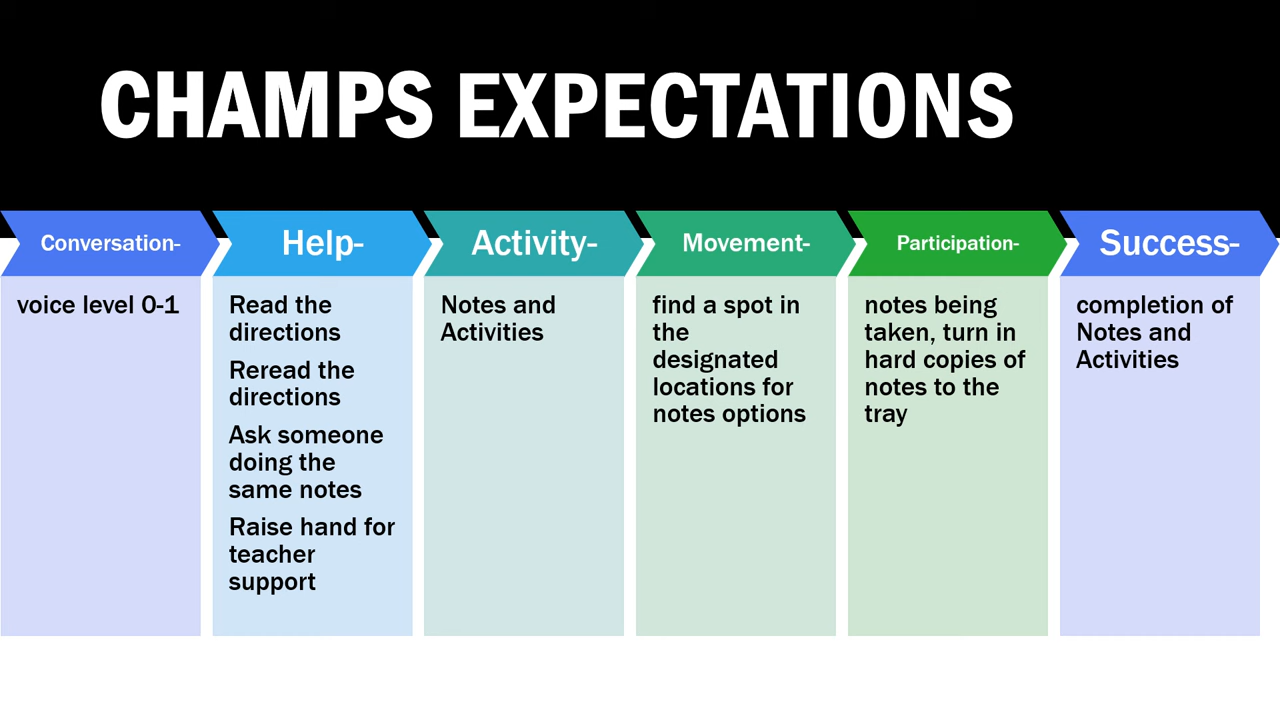 CHAMPS EXPECTATIONS
Conversation-
voice level 0-1
Help-
Read the
directions
Reread the
directions
Ask someone
doing the
same notes
Raise hand for
teacher
support
Activity-
Notes and
Activities
Movement-
find a spot in
the
designated
locations for
notes options
Participation-
notes being
taken, turn in
hard copies of
notes to the
tray
Success-
completion of
Notes and
Activities